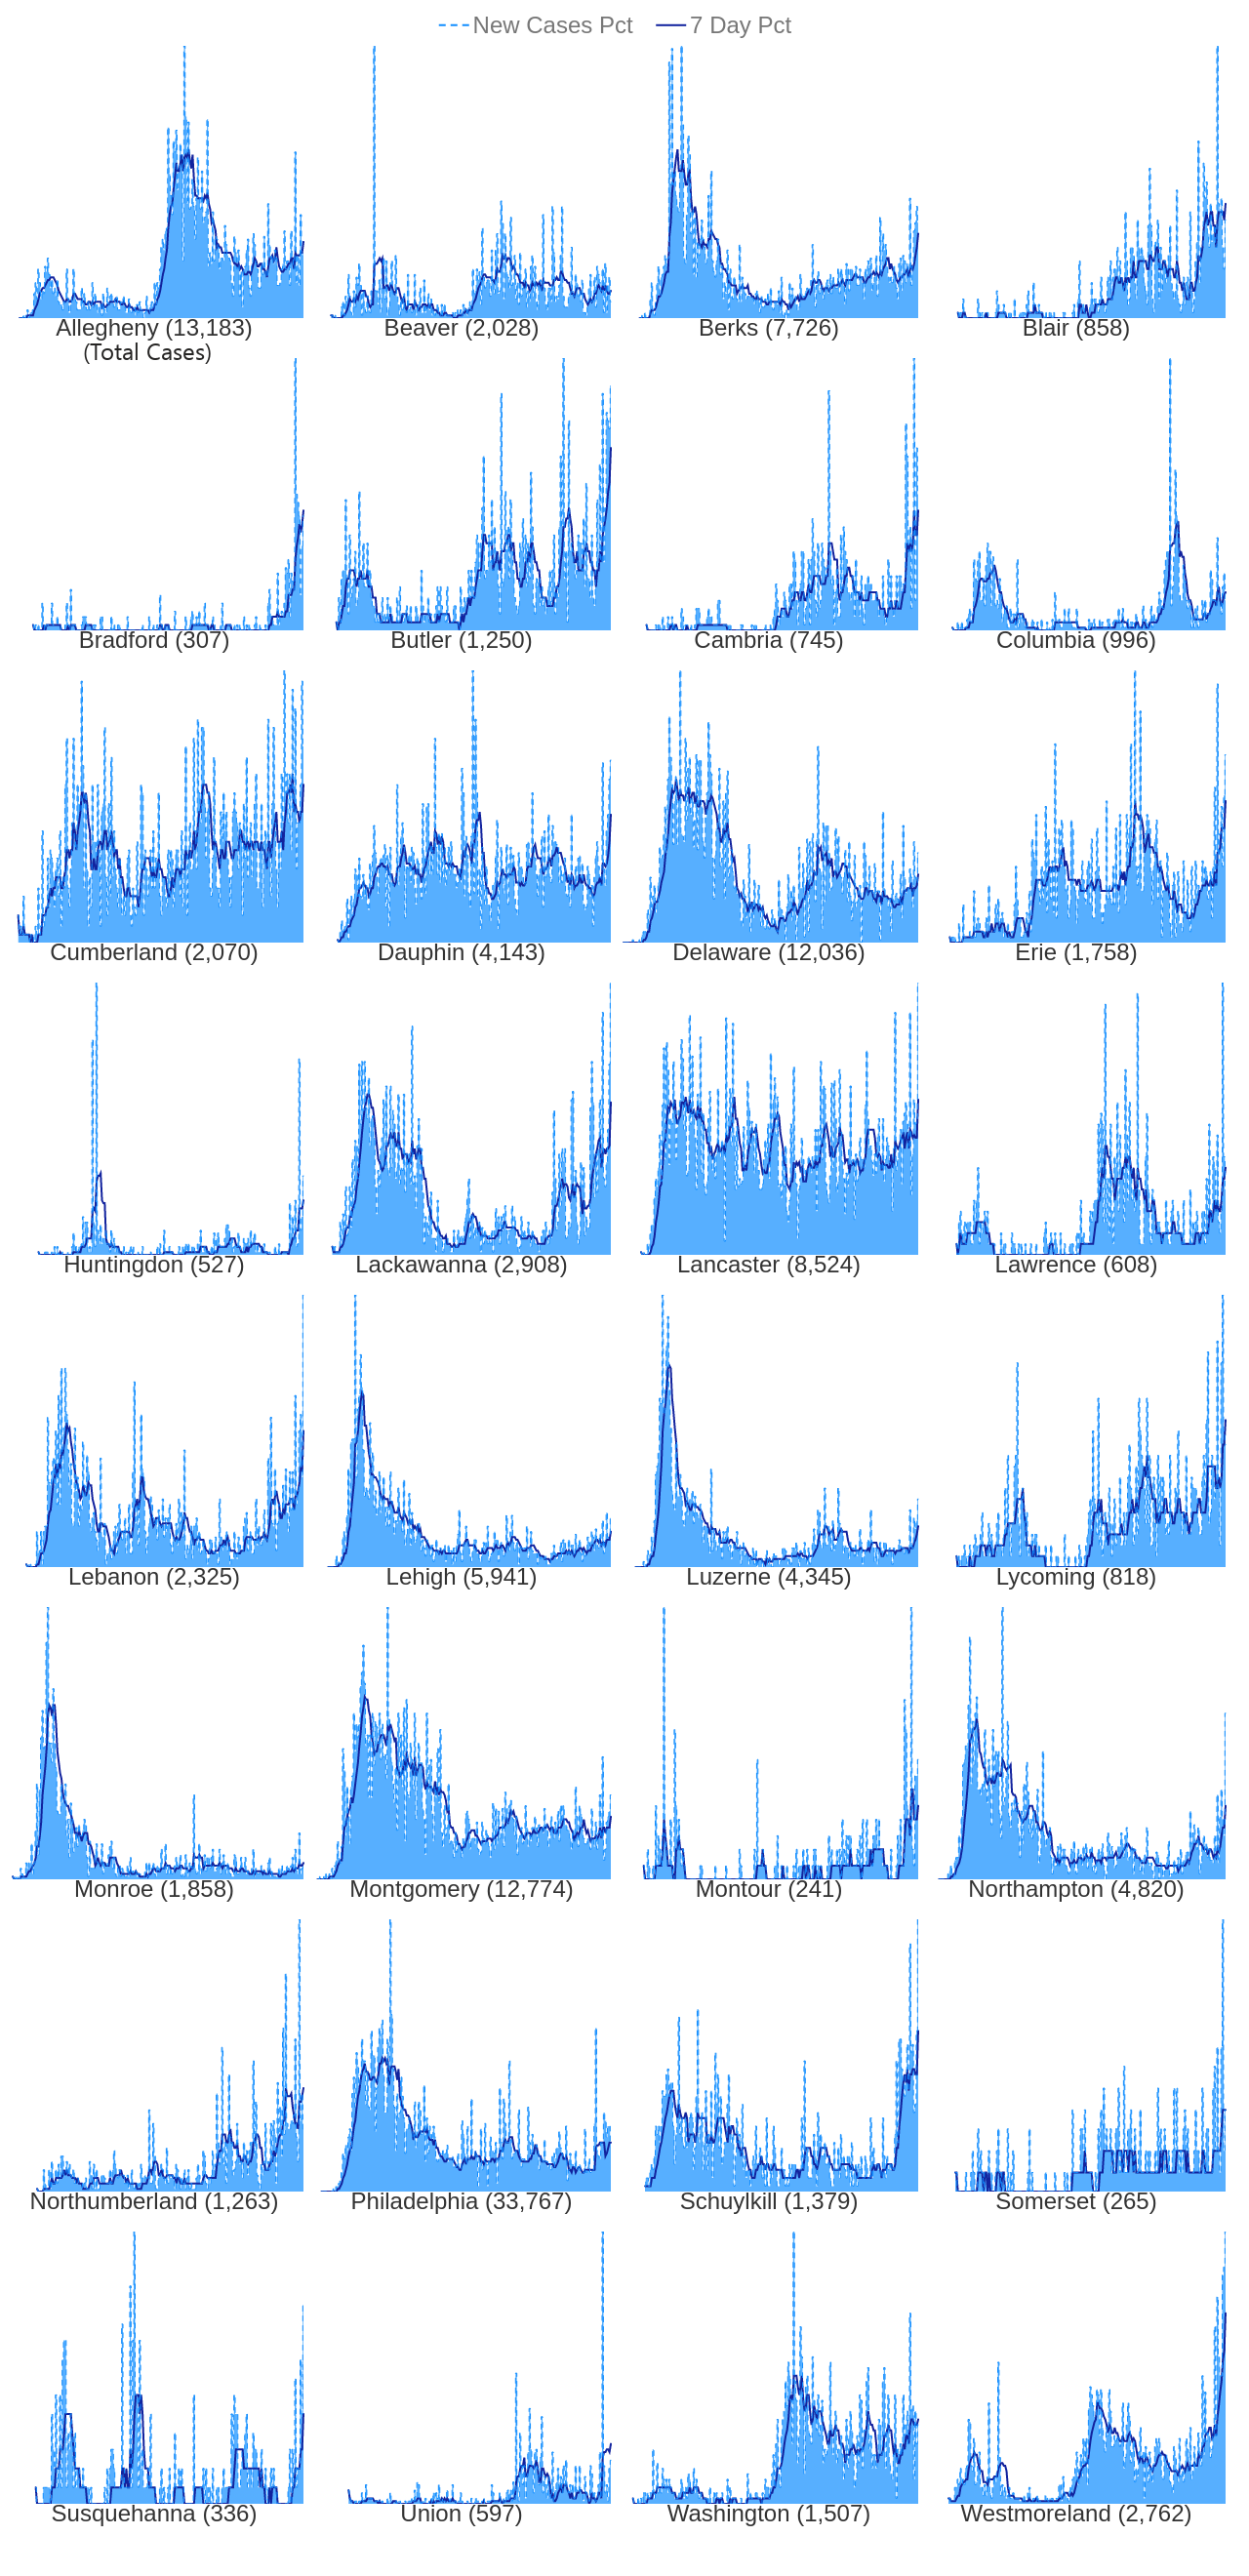 New Cases Pct 7 Day Pct
Allegheny (13,183) Beaver (2,028) Berks (7,726) Blair (858)
(Total Cases)
Bradford (307) Butler (1,250) Cambria (745) Columbia (996)
Cumberland (2,070) Dauphin (4,143) Delaware (12,036) Erie (1,758)
Huntingdon (527) Lackawanna (2,908) Lancaster (8,524) Lawrence (608)
Lebanon (2,325) Lehigh (5,941) Luzerne (4,345) Lycoming (818)
Monroe (1,858) Montgomery (12,774) Montour (241) Northampton (4,820)
Northumberland (1,263) Philadelphia (33,767) Schuylkill (1,379) Somerset (265)
Susquehanna (336) Union (597) Washington (1,507) Westmoreland (2,762)